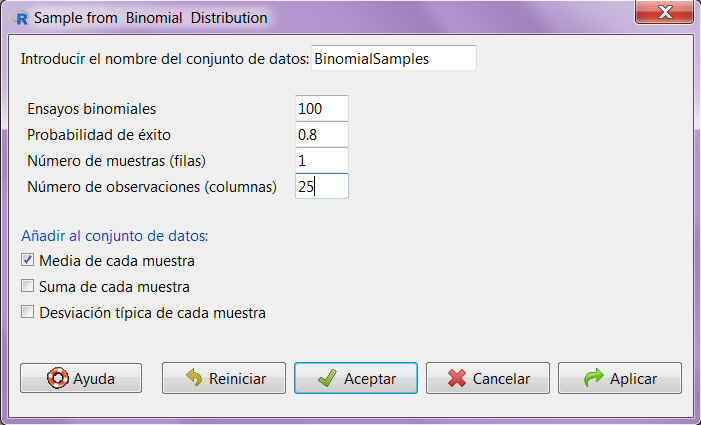 Sample from Binomial Distribution
Introducir el nombre del conjunto de datos: BinomialSamples
Ensayos binomiales 100
Probabilidad de éxito 0.8
Número de muestras (filas) 1
Número de observaciones (columnas) 25
Añadir al conjunto de datos:
Media de cada muestra
Suma de cada muestra
Desviación típica de cada muestra
Ayuda Reiniciar Aceptar Cancelar Aplicar